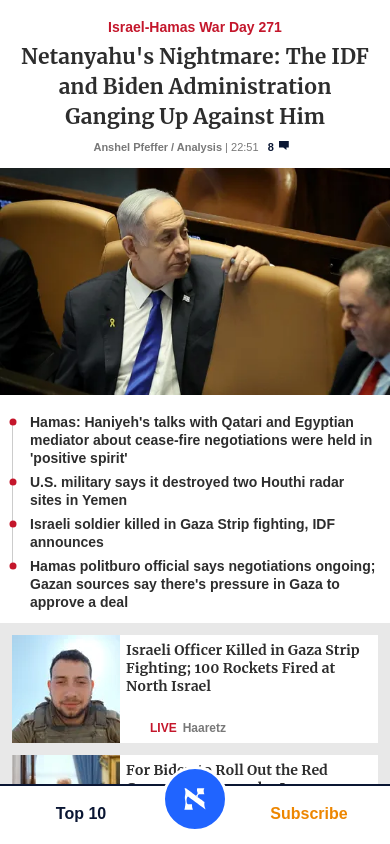 Israel-Hamas War Day 271
Netanyahu's Nightmare: The IDF
and Biden Administration
Ganging Up Against Him
Anshel Pfeffer / Analysis | 22:51 8
Hamas: Haniyeh's talks with Qatari and Egyptian
mediator about cease-fire negotiations were held in
'positive spirit'
U.S. military says it destroyed two Houthi radar
sites in Yemen
Israeli soldier killed in Gaza Strip fighting, IDF
announces
Hamas politburo official says negotiations ongoing;
Gazan sources say there's pressure in Gaza to
approve a deal
Israeli Officer Killed in Gaza Strip
Fighting; 100 Rockets Fired at
North Israel
LIVE Haaretz
For Biden to Roll Out the Red
Top 10
Subscribe